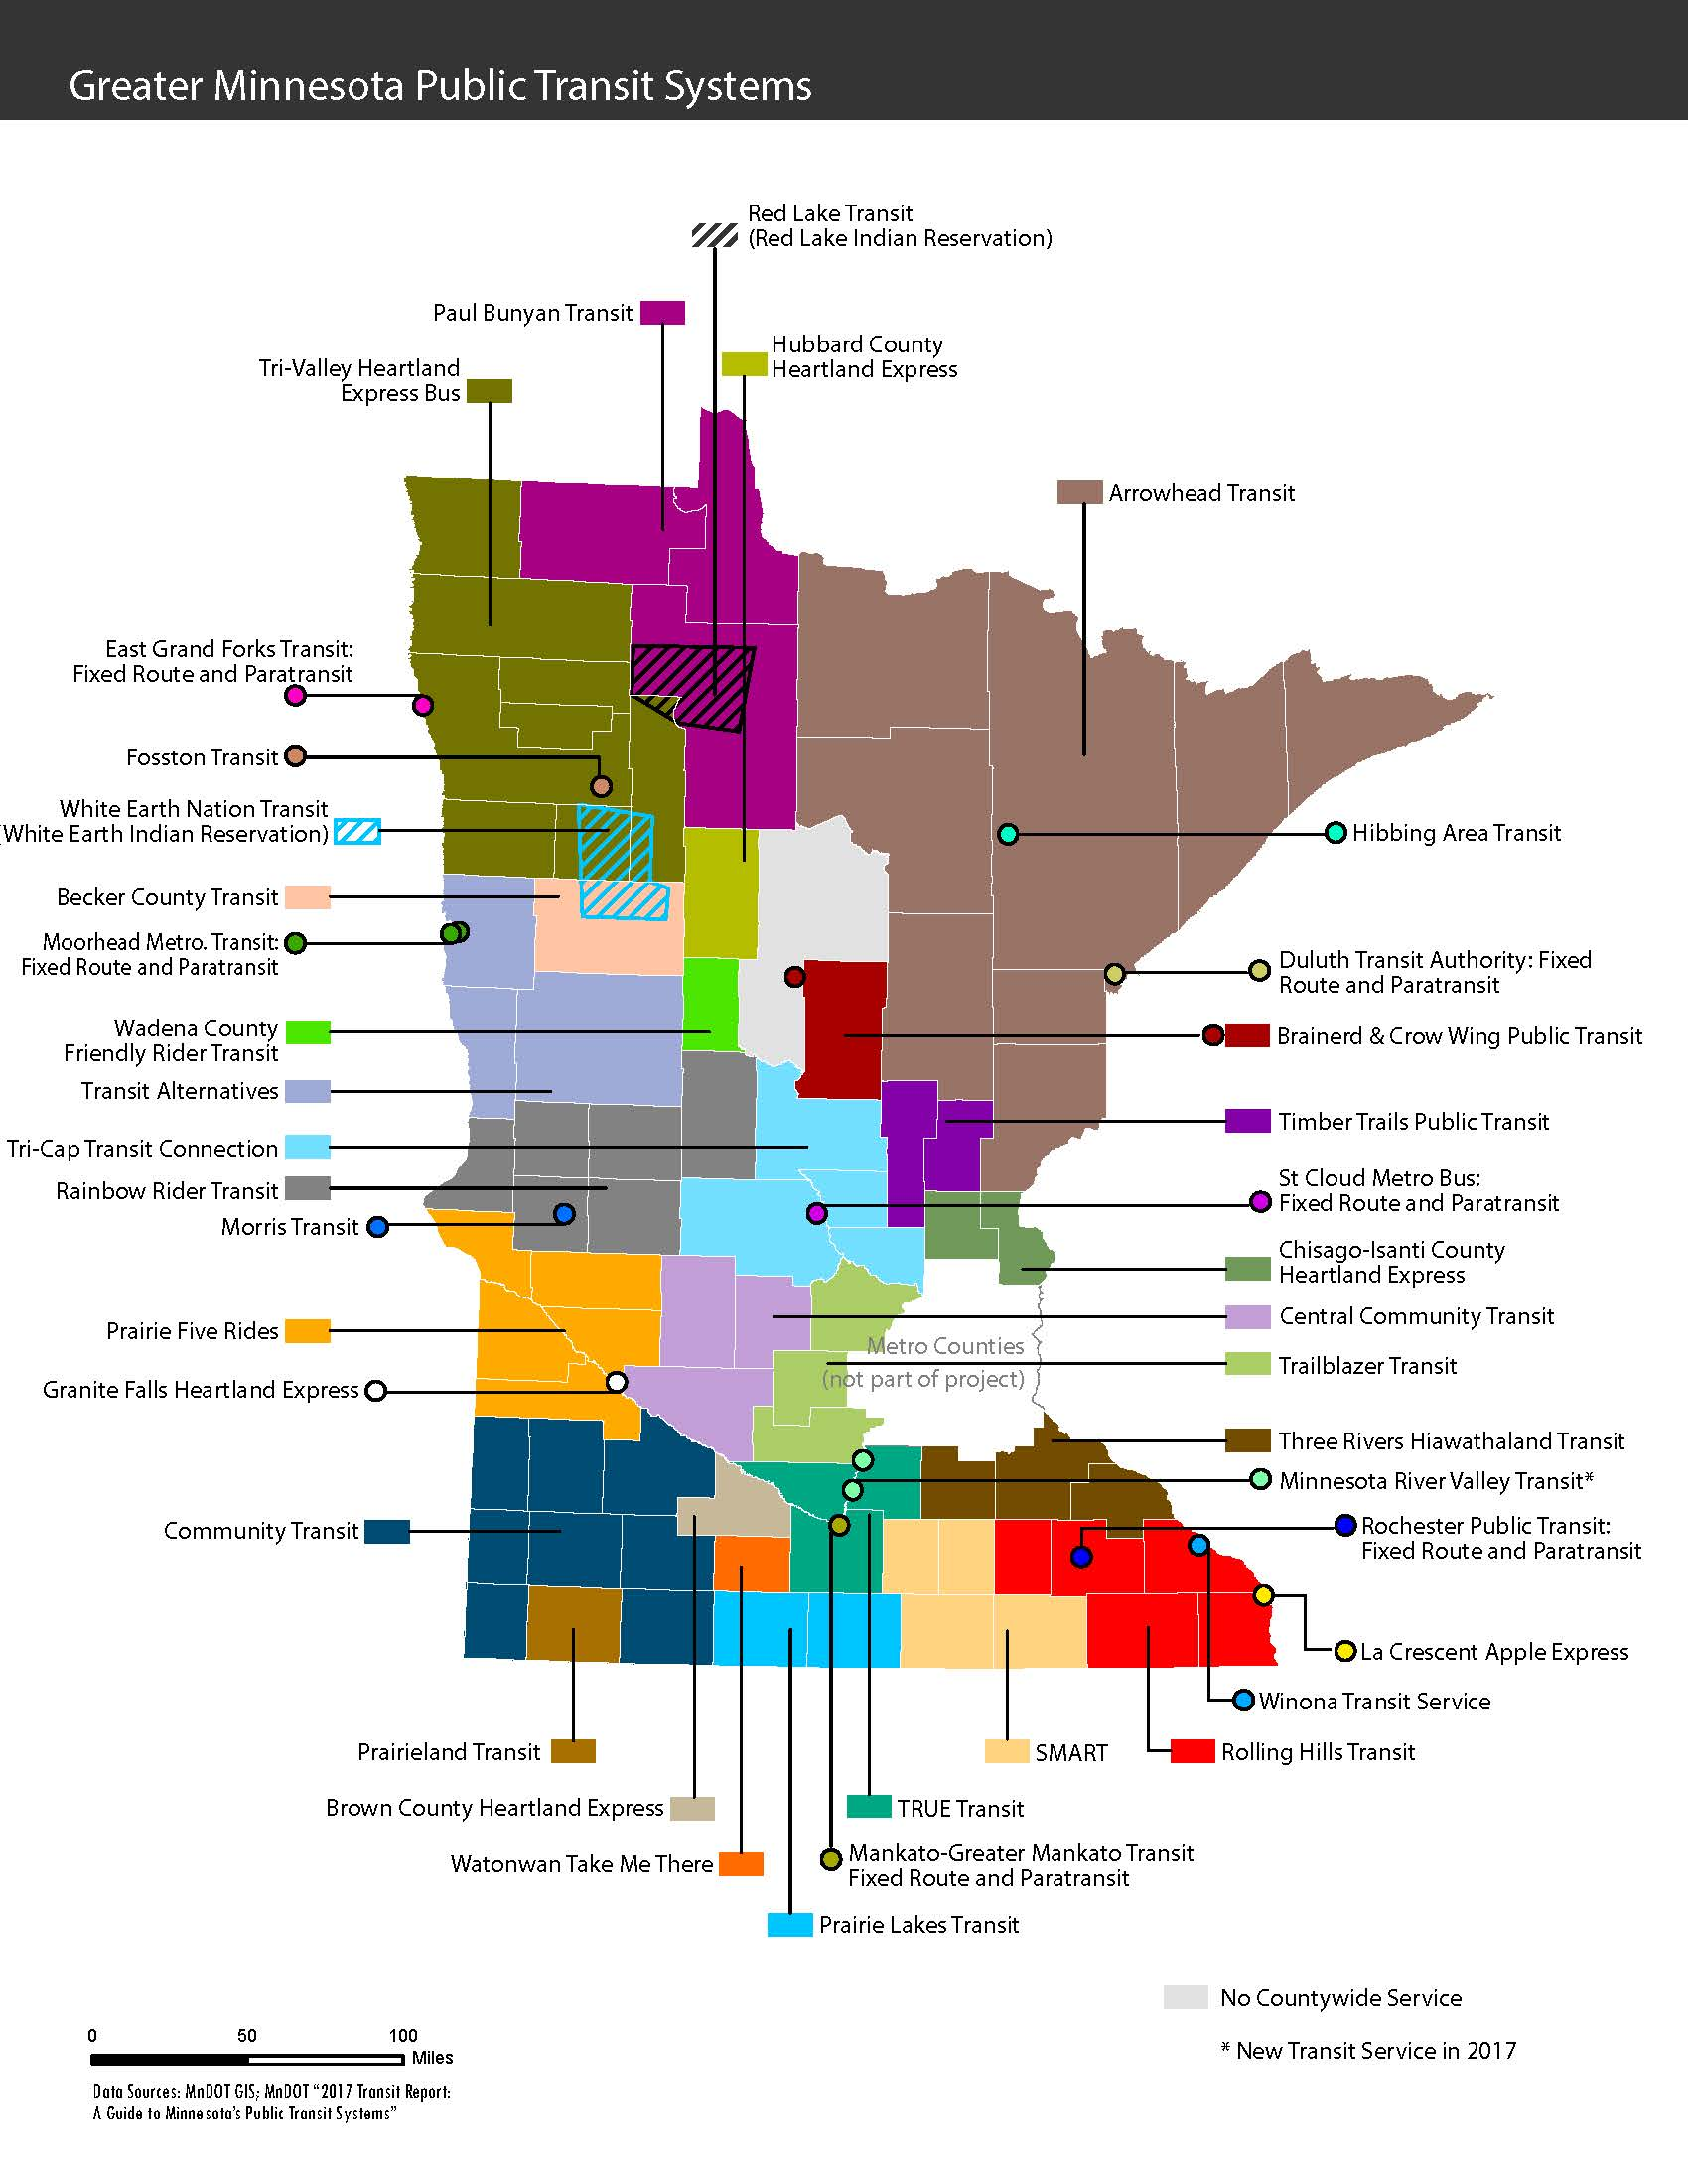 Greater Minnesota Public Transit Systems
Red Lake Transit
(Red Lake Indian Reservation)
Paul Bunyan Transit
Hubbard County
Heartland Express
Tri-Valley Heartland
Express Bus
Arrowhead Transit
East Grand Forks Transit:
Fixed Route and Paratransit
Fosston Transit
White Earth Nation Transit
(White Earth Indian Reservation)
Hibbing Area Transit
Becker County Transit
Moorhead Metro. Transit:
Fixed Route and Paratransit
Duluth Transit Authority: Fixed
Route and Paratransit
Wadena County
Friendly Rider Transit
Brainerd & Crow Wing Public Transit
Transit Alternatives
Timber Trails Public Transit
Tri-Cap Transit Connection
St Cloud Metro Bus:
Fixed Route and Paratransit
Rainbow Rider Transit
Morris Transit
Chisago-Isanti County
Heartland Express
Central Community Transit
Prairie Five Rides
Metro Counties
(not part of project)
Trailblazer Transit
Granite Falls Heartland Express
Three Rivers Hiawathaland Transit
Minnesota River Valley Transit*
Community Transit
Rochester Public Transit:
Fixed Route and Paratransit
La Crescent Apple Express
Winona Transit Service
Prairieland Transit
SMART
Rolling Hills Transit
Brown County Heartland Express
TRUE Transit
Watonwan Take Me There
Mankato-Greater Mankato Transit
Fixed Route and Paratransit
Prairie Lakes Transit
No Countywide Service
* New Transit Service in 2017
0 50 100
Miles
Data Sources: MnDOT GIS; MnDOT "2017 Transit Report:
A Guide to Minnesota's Public Transit Systems"